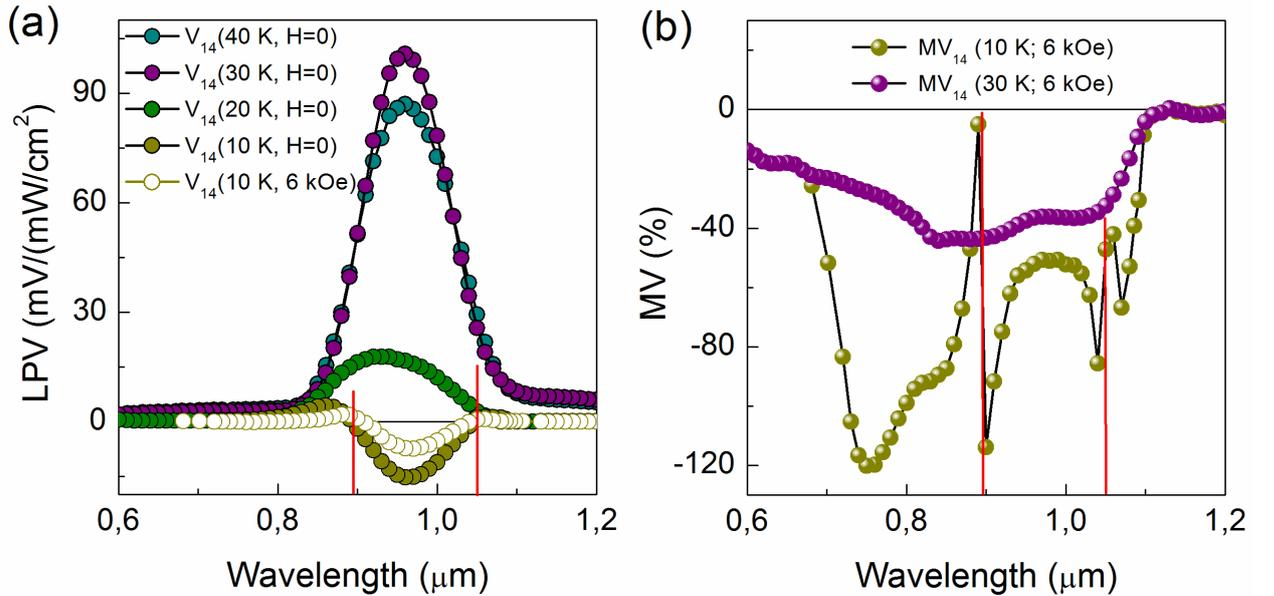 (a)
V14(40 K, H=0)
V14(30 K, H=0)
V14(20 K, H=0)
V14(10 K, H=0)
V14(10 K, 6 kOe)
LPV (mV/(mW/cm2)
90
60
30
0
0,6 0,8 1,0 1,2
Wavelength (μm)
(b)
MV14 (10 K; 6 kOe)
MV14 (30 K; 6 kOe)
MV (%)
0
-40
-80
-120
0,6 0,8 1,0 1,2
Wavelength (μm)